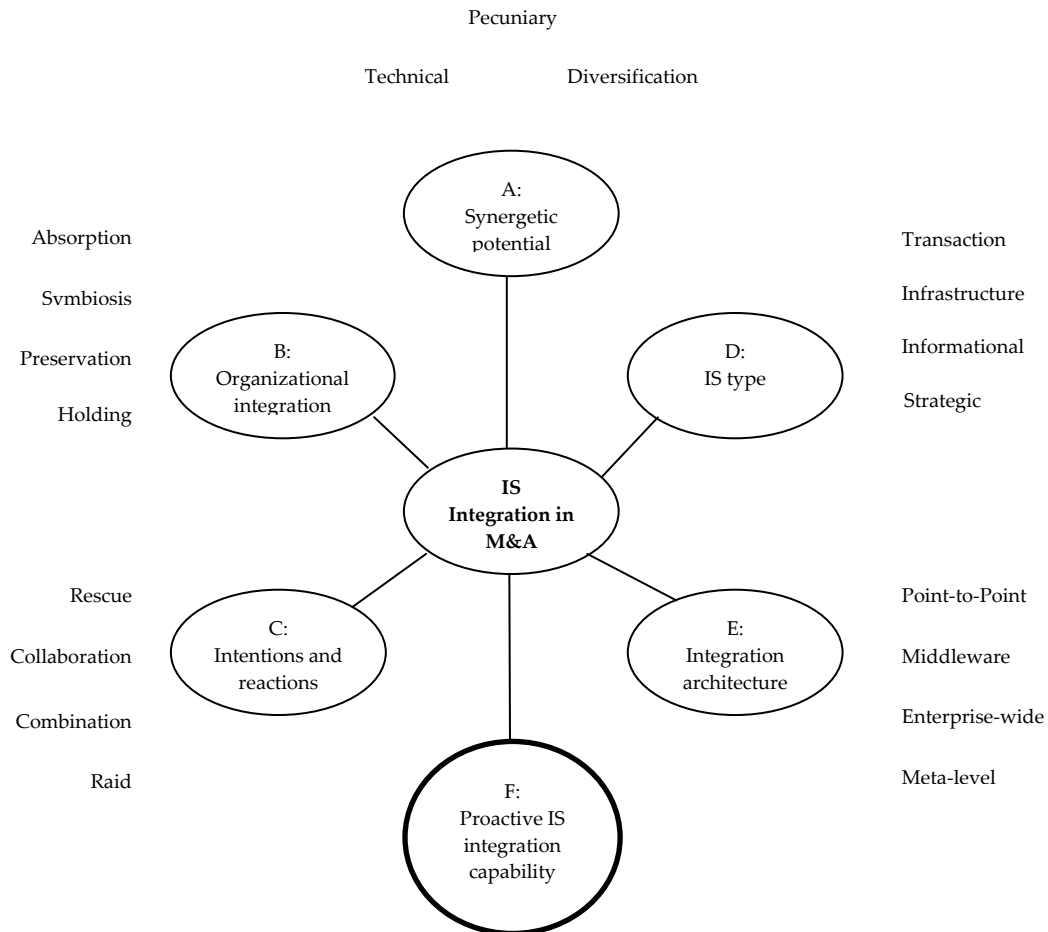 Pecuniary
Technical
Diversification
A:
Synergetic
potential
Absorption
Svmbiosis
Preservation
Holding
B:
Organizational
integration
D:
IS type
Transaction
Infrastructure
Informational
Strategic
IS
Integration in
M&A
Rescue
Collaboration
Combination
Raid
C:
Intentions and
reactions
E:
Integration
architecture
Point-to-Point
Middleware
Enterprise-wide
Meta-level
F:
Proactive IS
integration
capability